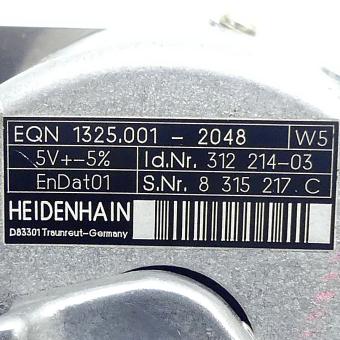 EQN 1325.001 - 2048 W5
5V+-5% Id.Nr. 312 214-03
EnDat01 S.Nr. 8 315 217 C
HEIDENHAIN
D83301 Traunreut-Germany